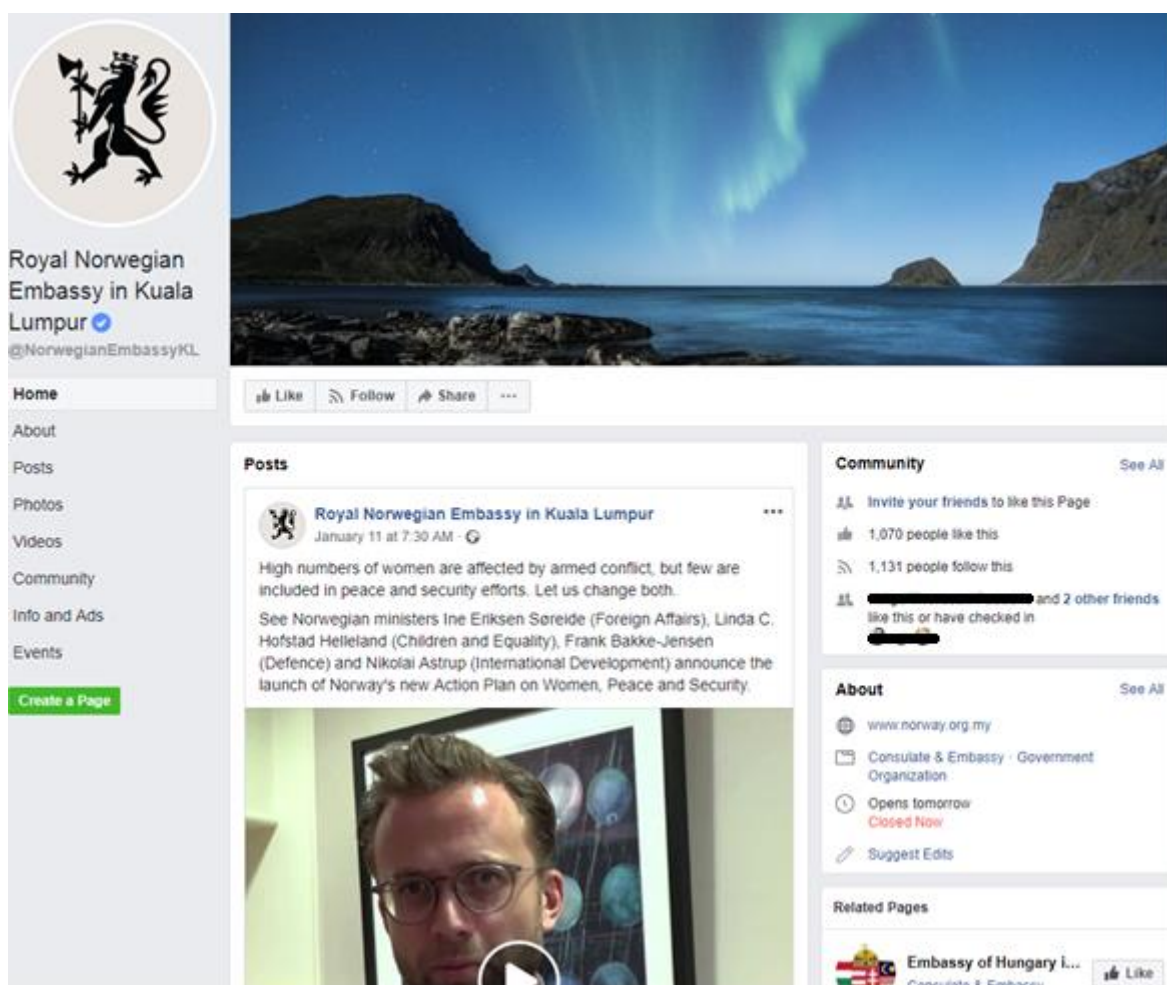 Royal Norwegian
Embassy in Kuala
Lumpur
@NorwegianEmbassyKL
Home
About
Posts
Photos
Videos
Community
Info and Ads
Events
Create a Page
Like Follow Share ...
Posts
Royal Norwegian Embassy in Kuala Lumpur
January 11 at 7:30 AM ·
High numbers of women are affected by armed conflict, but few are
included in peace and security efforts. Let us change both.
See Norwegian ministers Ine Eriksen Søreide (Foreign Affairs), Linda C.
Hofstad Helleland (Children and Equality), Frank Bakke-Jensen
(Defence) and Nikolai Astrup (International Development) announce the
launch of Norway's new Action Plan on Women, Peace and Security.
Community See All
Invite your friends to like this Page
1,070 people like this
1,131 people follow this
and 2 other friends
like this or have checked in
About See All
www.norway.org.my
Consulate & Embassy · Government
Organization
Opens tomorrow
Closed Now
Suggest Edits
Related Pages
Embassy of Hungary i...
Like
Consulate & Embassy